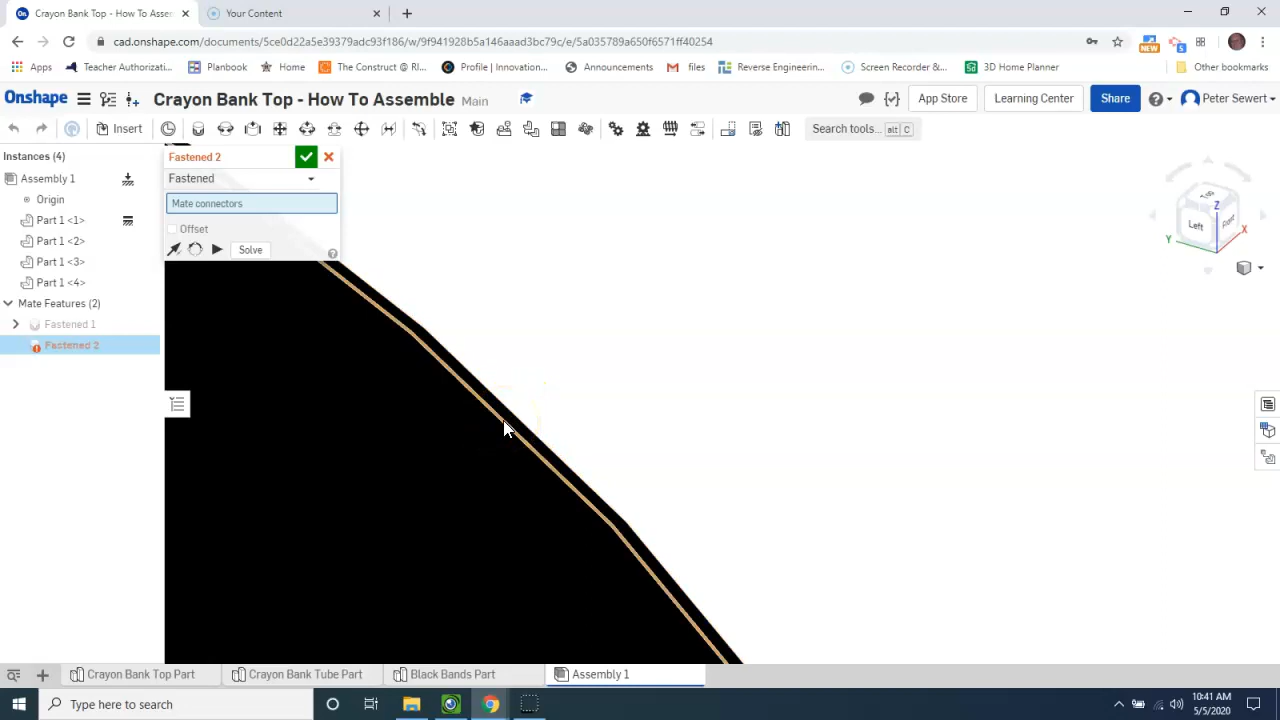 Crayon Bank Top - How To Assem
Your Content
cad.onshape.com/documents/5ce0d22a5e39379adc93f186/w/9f941928b5a146aaad3bc79c/e/5a035789a650f6571ff40254
NEW
5
Apps
Teacher Authorizati...
Planbook
Home
The Construct @ RI...
Profile | Innovation...
Announcements
files
Reverse Engineerin...
Screen Recorder &...
3D Home Planner
Other bookmarks
Onshape
Crayon Bank Top - How To Assemble
Main
App Store
Learning Center
Share
Peter Sewert
Insert
Search tools...
alt
C
Instances (4)
Assembly 1
Origin
Part 1 <1>
Part 1 <2>
Part 1 <3>
Part 1 <4>
Mate Features (2)
Fastened 1
Fastened 2
Fastened 2
Fastened
Mate connectors
Offset
Solve
Top
Left
Front
Z
X
Y
Crayon Bank Top Part
Crayon Bank Tube Part
Black Bands Part
Assembly 1
Type here to search
10:41 AM
5/5/2020